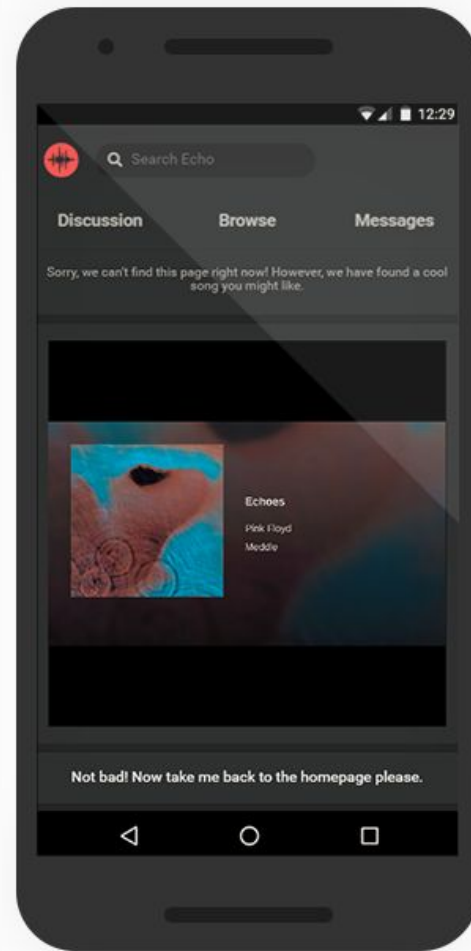 12:29
Search Echo
Discussion Browse Messages
Sorry, we can't find this page right now! However, we have found a cool
song you might like.
Echoes
Pink Floyd
Meddle
Not bad! Now take me back to the homepage please.